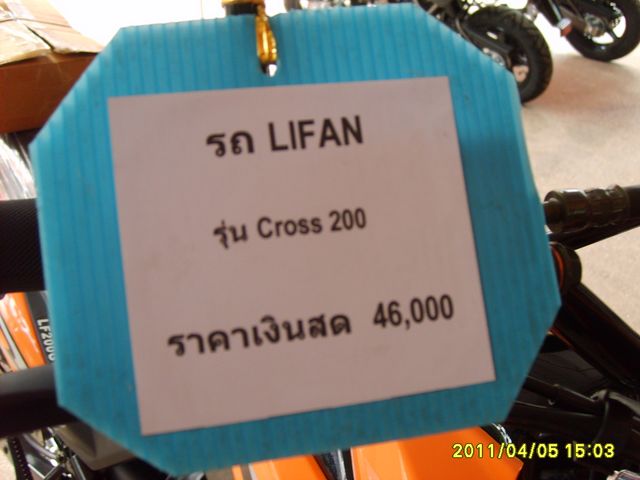 รถ LIFAN
รุ่น Cross 200
ราคาเงินสด 46,000
LF200
2011/04/05 15:03